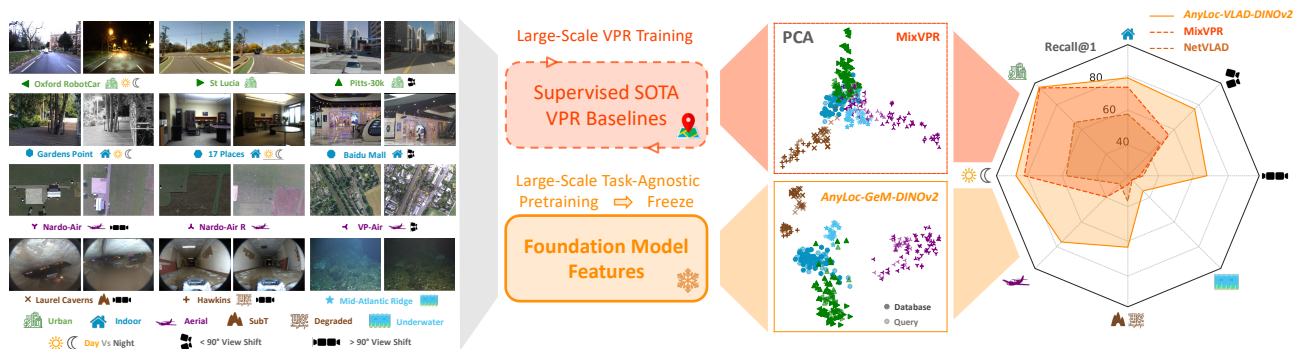 Oxford RobotCar
St Lucia
Pitts-30k
Gardens Point
17 Places
Baidu Mall
Nardo-Air
Nardo-Air R
VP-Air
Laurel Caverns
Hawkins
Mid-Atlantic Ridge
Urban
Indoor
Aerial
SubT
Degraded
Underwater
Day Vs Night
< 90° View Shift
> 90° View Shift
Large-Scale VPR Training
Supervised SOTA
VPR Baselines
Large-Scale Task-Agnostic
Pretraining ⇨ Freeze
Foundation Model
Features
PCA
MixVPR
AnyLoc-GeM-DINOv2
Database
Query
AnyLoc-VLAD-DINOv2
MixVPR
NetVLAD
Recall@1
80
60
40